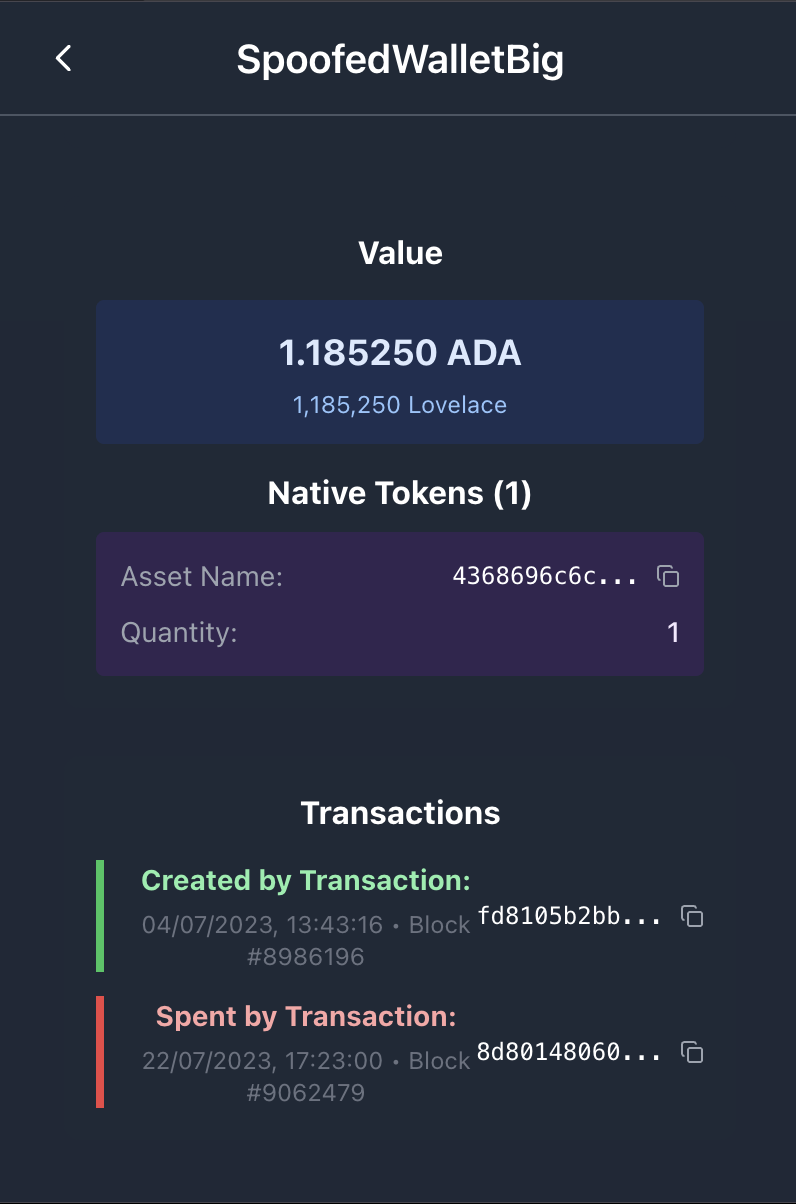 SpoofedWalletBig
Value
1.185250 ADA
1,185,250 Lovelace
Native Tokens (1)
Asset Name: 4368696c6c...
Quantity: 1
Transactions
Created by Transaction:
04/07/2023, 13:43:16 • Block
#8986196
fd8105b2bb...
Spent by Transaction:
22/07/2023, 17:23:00 • Block
#9062479
8d80148060...